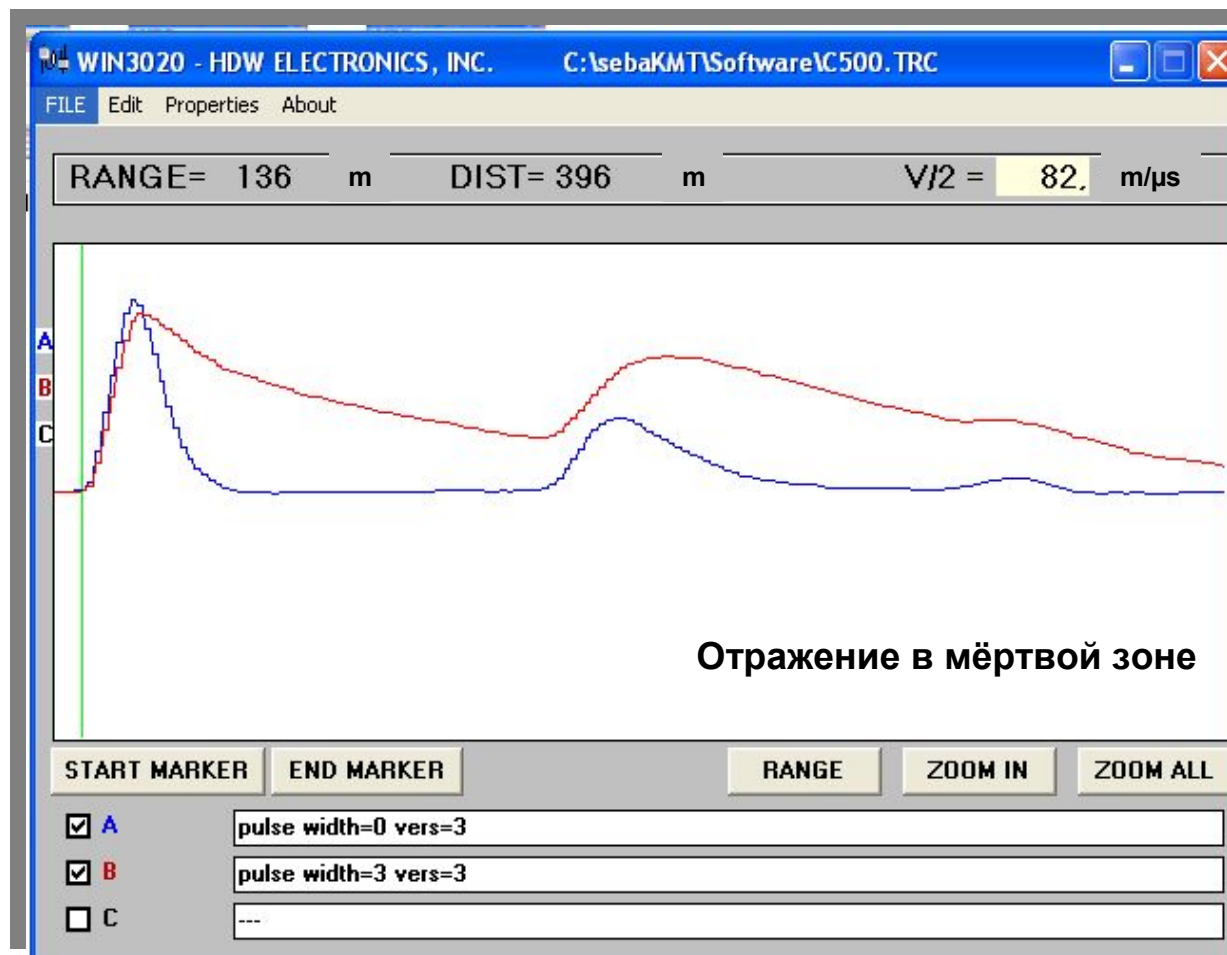 WIN3020 - HDW ELECTRONICS, INC. C:\sebaKMT\Software\C500.TRC
FILE Edit Properties About
RANGE= 136 m DIST= 396 m V/2 = 82, m/µs
A
B
C
Отражение в мёртвой зоне
START MARKER END MARKER RANGE ZOOM IN ZOOM ALL
A pulse width=0 vers=3
B pulse width=3 vers=3
C ---